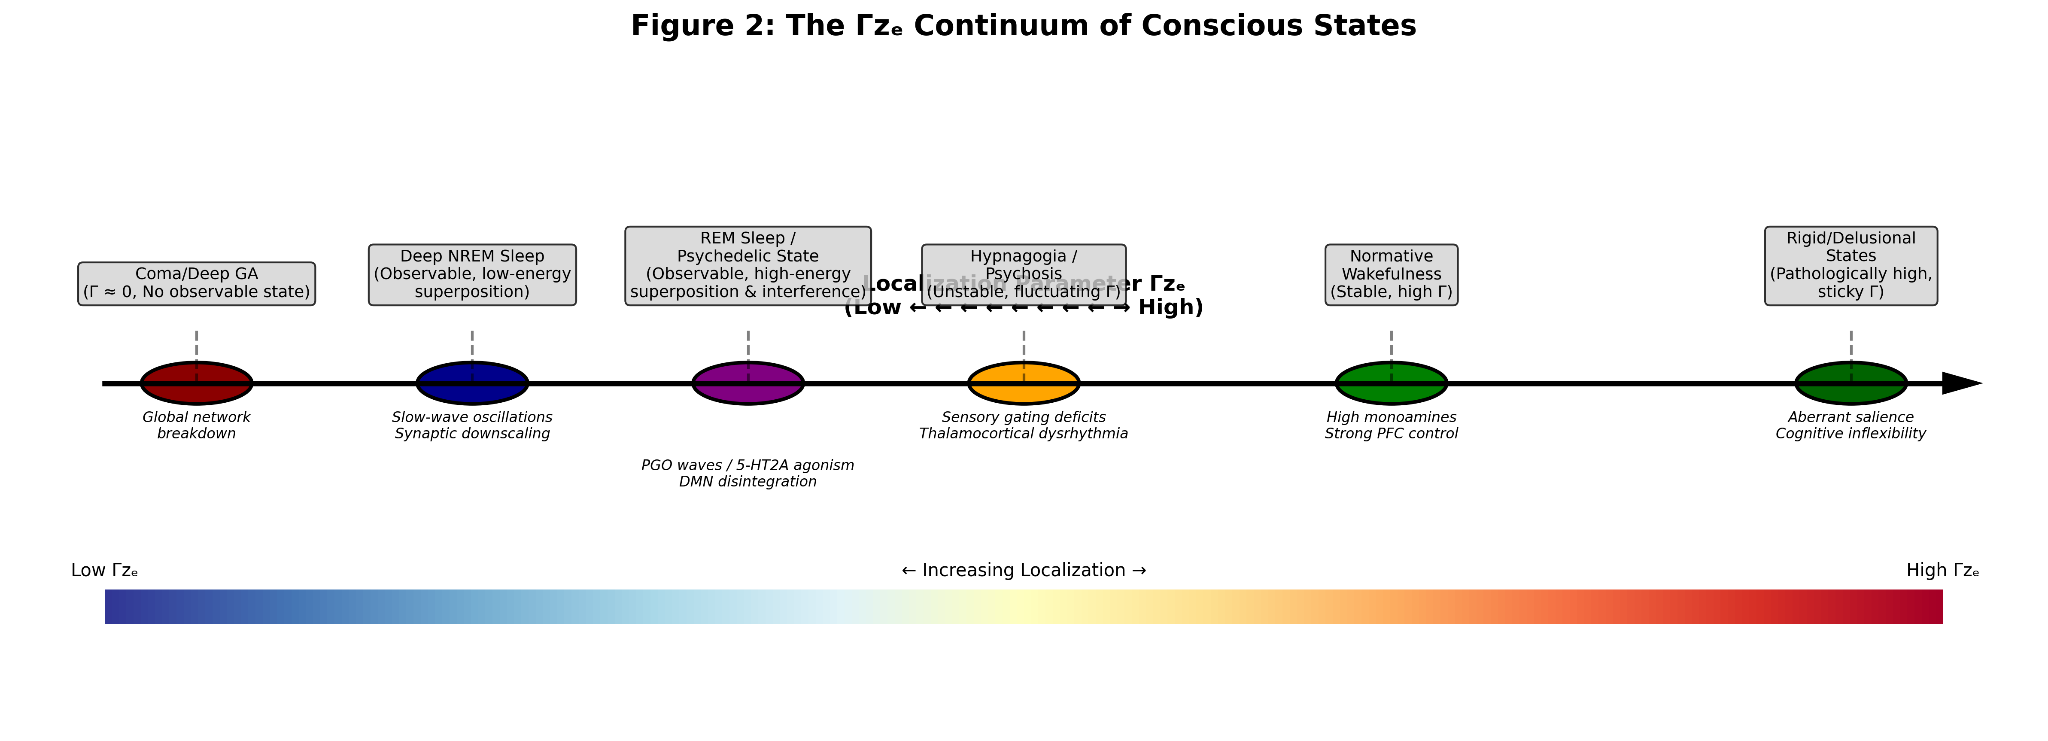 Figure 2: The Γzₑ Continuum of Conscious States
Coma/Deep GA
(Γ ≈ 0, No observable state)
Deep NREM Sleep
(Observable, low-energy
superposition)
REM Sleep /
Psychedelic State
(Observable, high-energy
superposition & interference)
Hypnagogia /
Psychosis
(Unstable, fluctuating Γ)
Localization Parameter Γzₑ
(Low ← ← ← ← ← ← ← ← → High)
Normative
Wakefulness
(Stable, high Γ)
Rigid/Delusional
States
(Pathologically high,
sticky Γ)
Global network
breakdown
Slow-wave oscillations
Synaptic downscaling
PGO waves / 5-HT2A agonism
DMN disintegration
Sensory gating deficits
Thalamocortical dysrhythmia
High monoamines
Strong PFC control
Aberrant salience
Cognitive inflexibility
Low Γzₑ
← Increasing Localization →
High Γzₑ